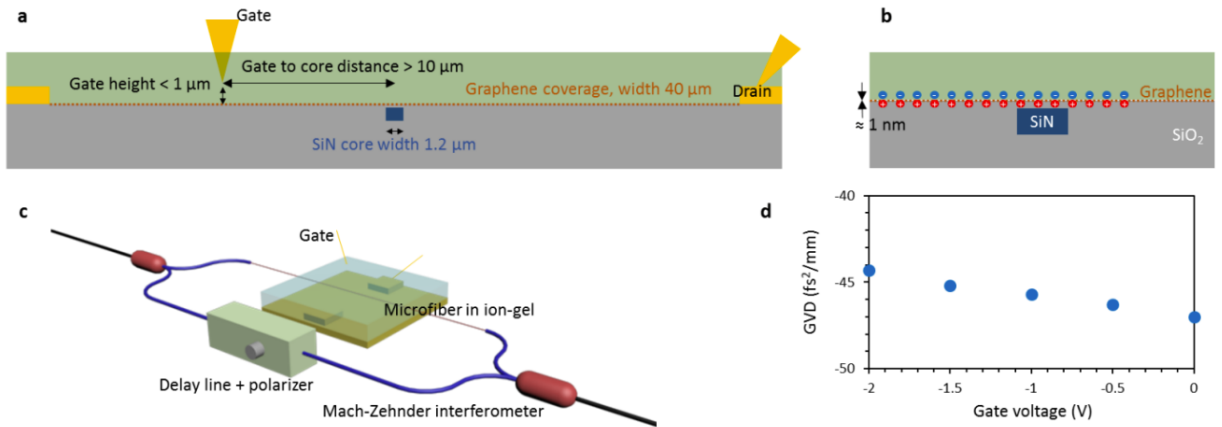 a
Gate
Gate to core distance > 10 µm
Gate height < 1 µm
Graphene coverage, width 40 µm
Drain
SiN core width 1.2 µm
b
Graphene
≈ 1 nm
SiN
SiO₂
c
Gate
Microfiber in ion-gel
Delay line + polarizer
Mach-Zehnder interferometer
d
GVD (fs²/mm)
-40
-45
-50
-2
-1.5
-1
-0.5
0
Gate voltage (V)